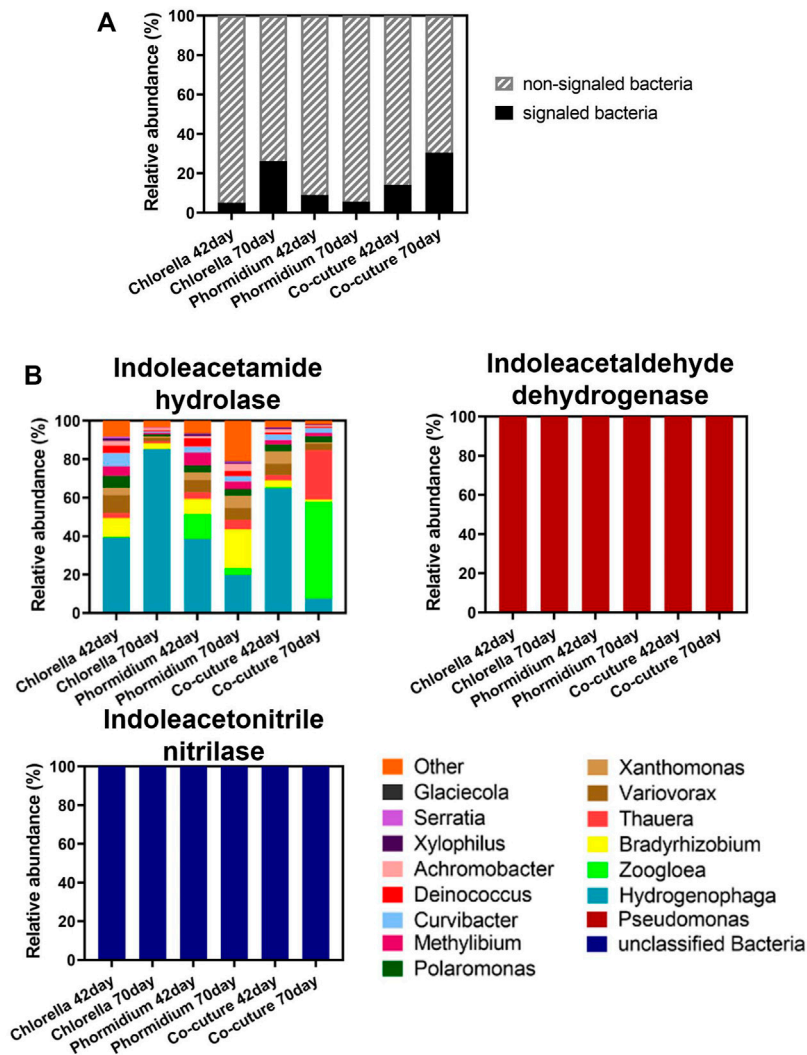 A
Relative abundance (%)
100
80
60
40
20
0
Chlorella 42day
Chlorella 70day
Phormidium 42day
Phormidium 70day
Co-cuture 42day
Co-cuture 70day
non-signaled bacteria
signaled bacteria
B
Indoleacetamide
hydrolase
Relative abundance (%)
100
80
60
40
20
0
Chlorella 42day
Chlorella 70day
Phormidium 42day
Phormidium 70day
Co-cuture 42day
Co-cuture 70day
Indoleacetaldehyde
dehydrogenase
Relative abundance (%)
100
80
60
40
20
0
Chlorella 42day
Chlorella 70day
Phormidium 42day
Phormidium 70day
Co-cuture 42day
Co-cuture 70day
Indoleacetonitrile
nitrilase
Relative abundance (%)
100
80
60
40
20
0
Chlorella 42day
Chlorella 70day
Phormidium 42day
Phormidium 70day
Co-cuture 42day
Co-cuture 70day
Other
Glaciecola
Serratia
Xylophilus
Achromobacter
Deinococcus
Curvibacter
Methylibium
Polaromonas
Xanthomonas
Variovorax
Thauera
Bradyrhizobium
Zoogloea
Hydrogenophaga
Pseudomonas
unclassified Bacteria